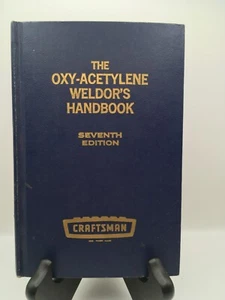 THE
OXY-ACETYLENE
WELDOR'S
HANDBOOK
SEVENTH
EDITION
CRAFTSMAN